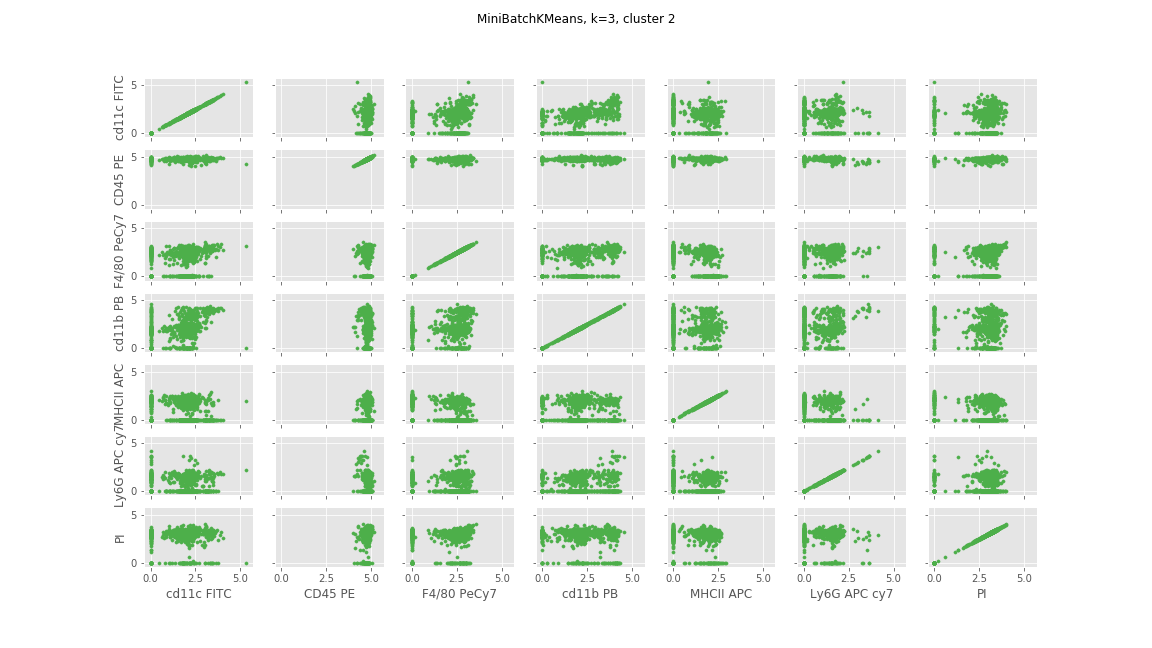 MiniBatchKMeans, k=3, cluster 2
cd11c FITC
5
0
CD45 PE
5
0
F4/80 PeCy7
5
0
cd11b PB
5
0
MHCII APC
5
0
Ly6G APC cy7
5
0
PI
5
0
0.0 2.5 5.0 0.0 2.5 5.0 0.0 2.5 5.0 0.0 2.5 5.0 0.0 2.5 5.0 0.0 2.5 5.0 0.0 2.5 5.0
cd11c FITC CD45 PE F4/80 PeCy7 cd11b PB MHCII APC Ly6G APC cy7 PI